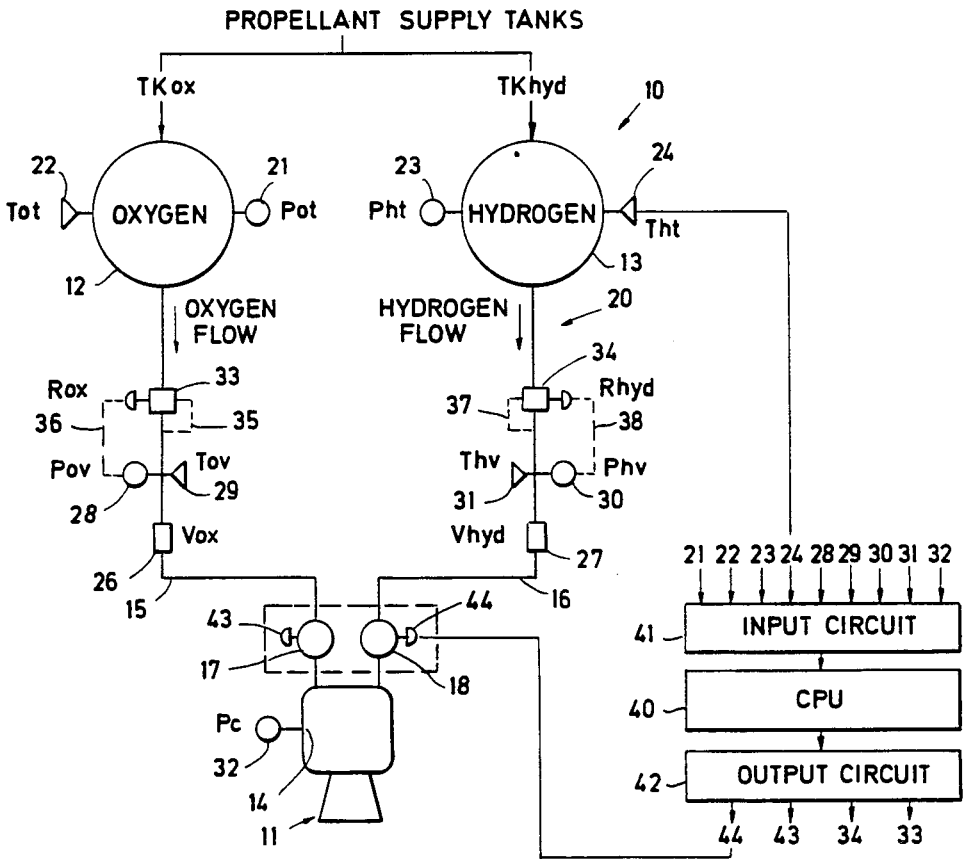 PROPELLANT SUPPLY TANKS
TKox TKhyd
10
22 21 23 24
Tot OXYGEN Pot Pht HYDROGEN Tht
12 13
OXYGEN FLOW
HYDROGEN FLOW
20
33 34
Rox Rhyd
36 35 37 38
Pov Tov Thv Phv
28 29 31 30
Vox Vhyd
26 27
15 16
21 22 23 24 28 29 30 31 32
43 44
41 INPUT CIRCUIT
17 18
40 CPU
Pc
32 14
42 OUTPUT CIRCUIT
11
44 43 34 33